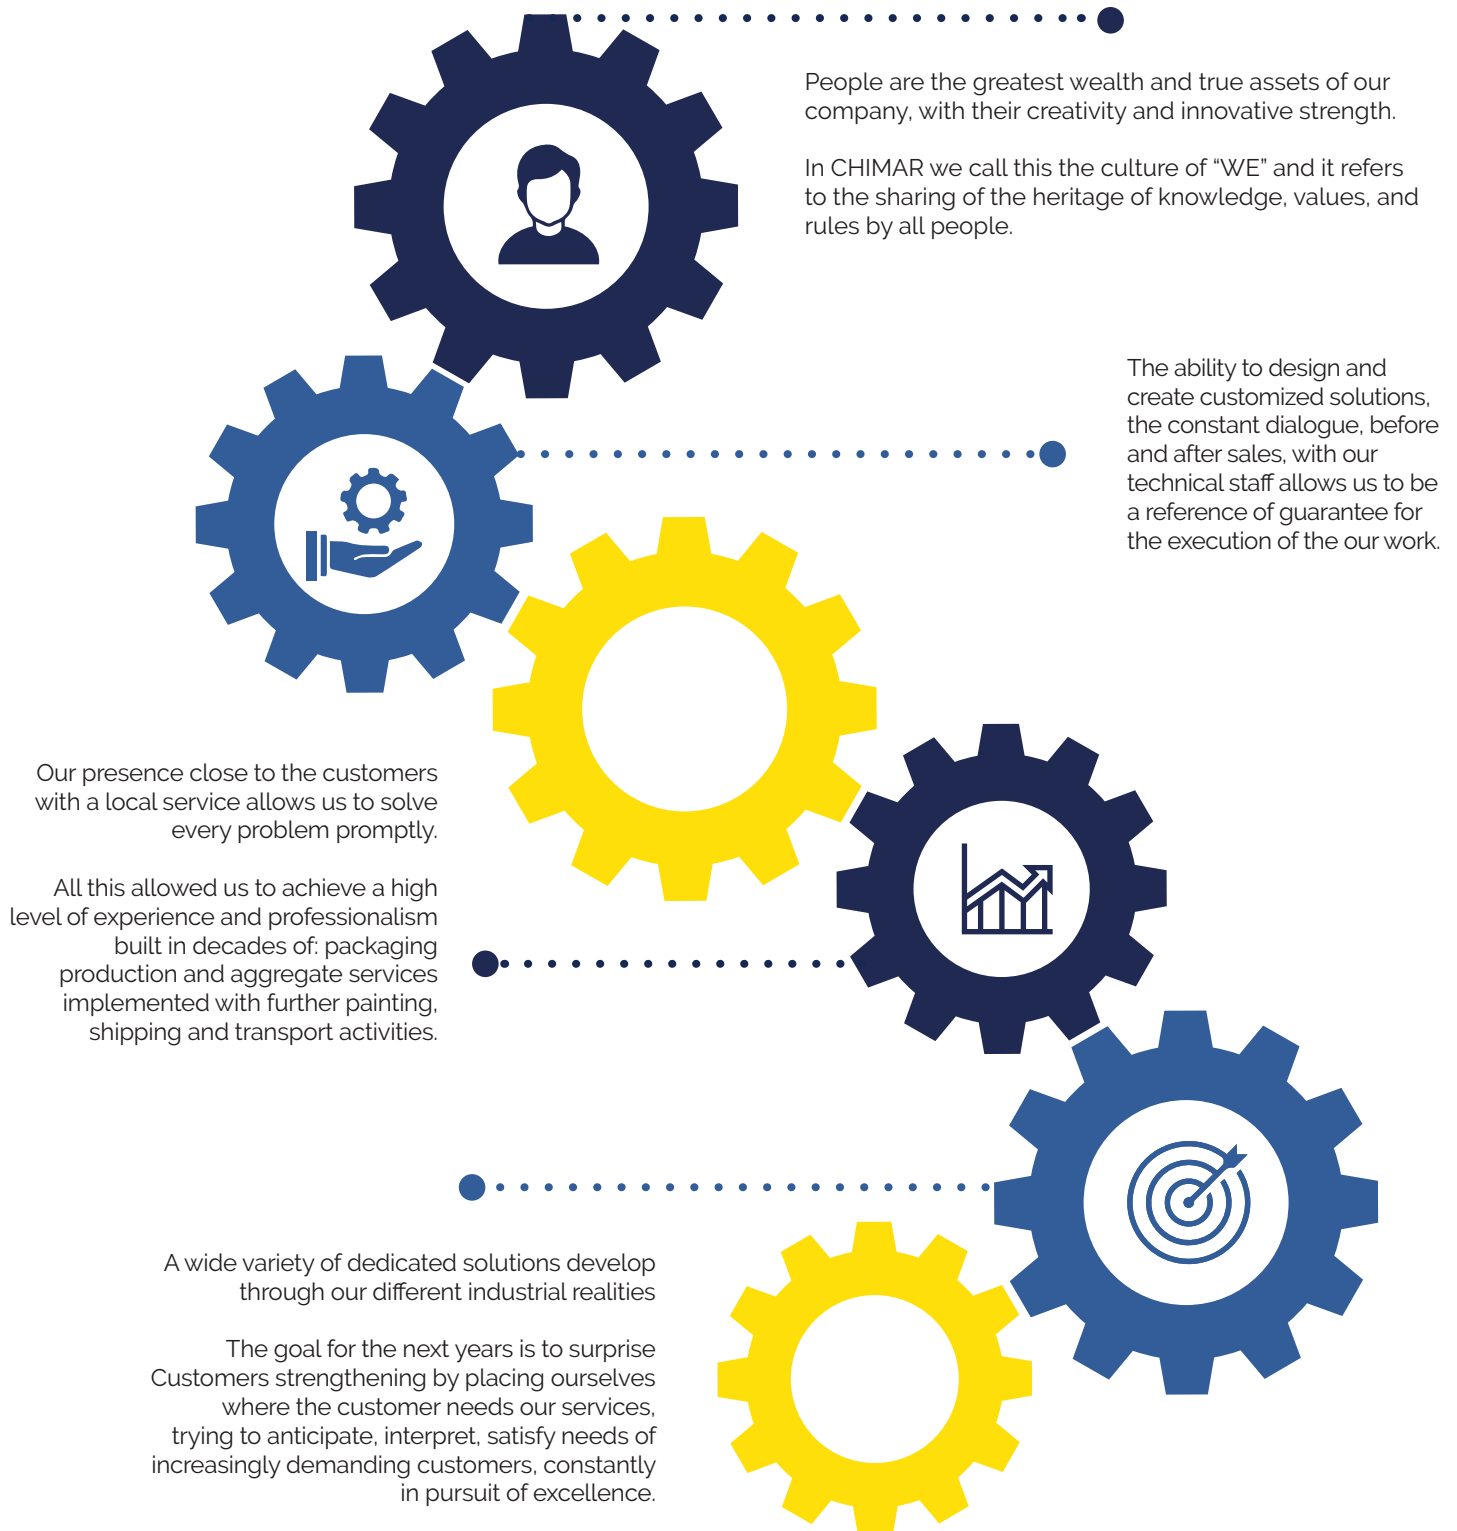 People are the greatest wealth and true assets of our
company, with their creativity and innovative strength.
In CHIMAR we call this the culture of “WE” and it refers
to the sharing of the heritage of knowledge, values, and
rules by all people.
The ability to design and
create customized solutions,
the constant dialogue, before
and after sales, with our
technical staff allows us to be
a reference of guarantee for
the execution of the our work.
Our presence close to the customers
with a local service allows us to solve
every problem promptly.
All this allowed us to achieve a high
level of experience and professionalism
built in decades of: packaging
production and aggregate services
implemented with further painting,
shipping and transport activities.
A wide variety of dedicated solutions develop
through our different industrial realities
The goal for the next years is to surprise
Customers strengthening by placing ourselves
where the customer needs our services,
trying to anticipate, interpret, satisfy needs of
increasingly demanding customers, constantly
in pursuit of excellence.